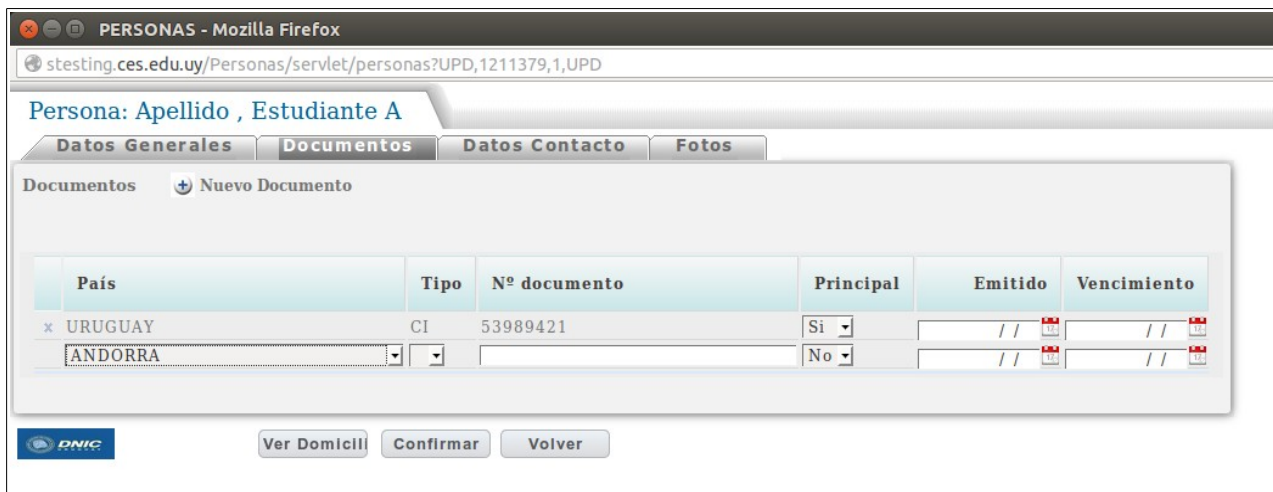 PERSONAS - Mozilla Firefox
stesting.ces.edu.uy/Personas/servlet/personas?UPD,1211379,1,UPD
Persona: Apellido , Estudiante A
Datos Generales Documentos Datos Contacto Fotos
Documentos Nuevo Documento
País Tipo Nº documento Principal Emitido Vencimiento
x URUGUAY CI 53989421 Si / / / /
ANDORRA No / / / /
DNIC Ver Domicili Confirmar Volver